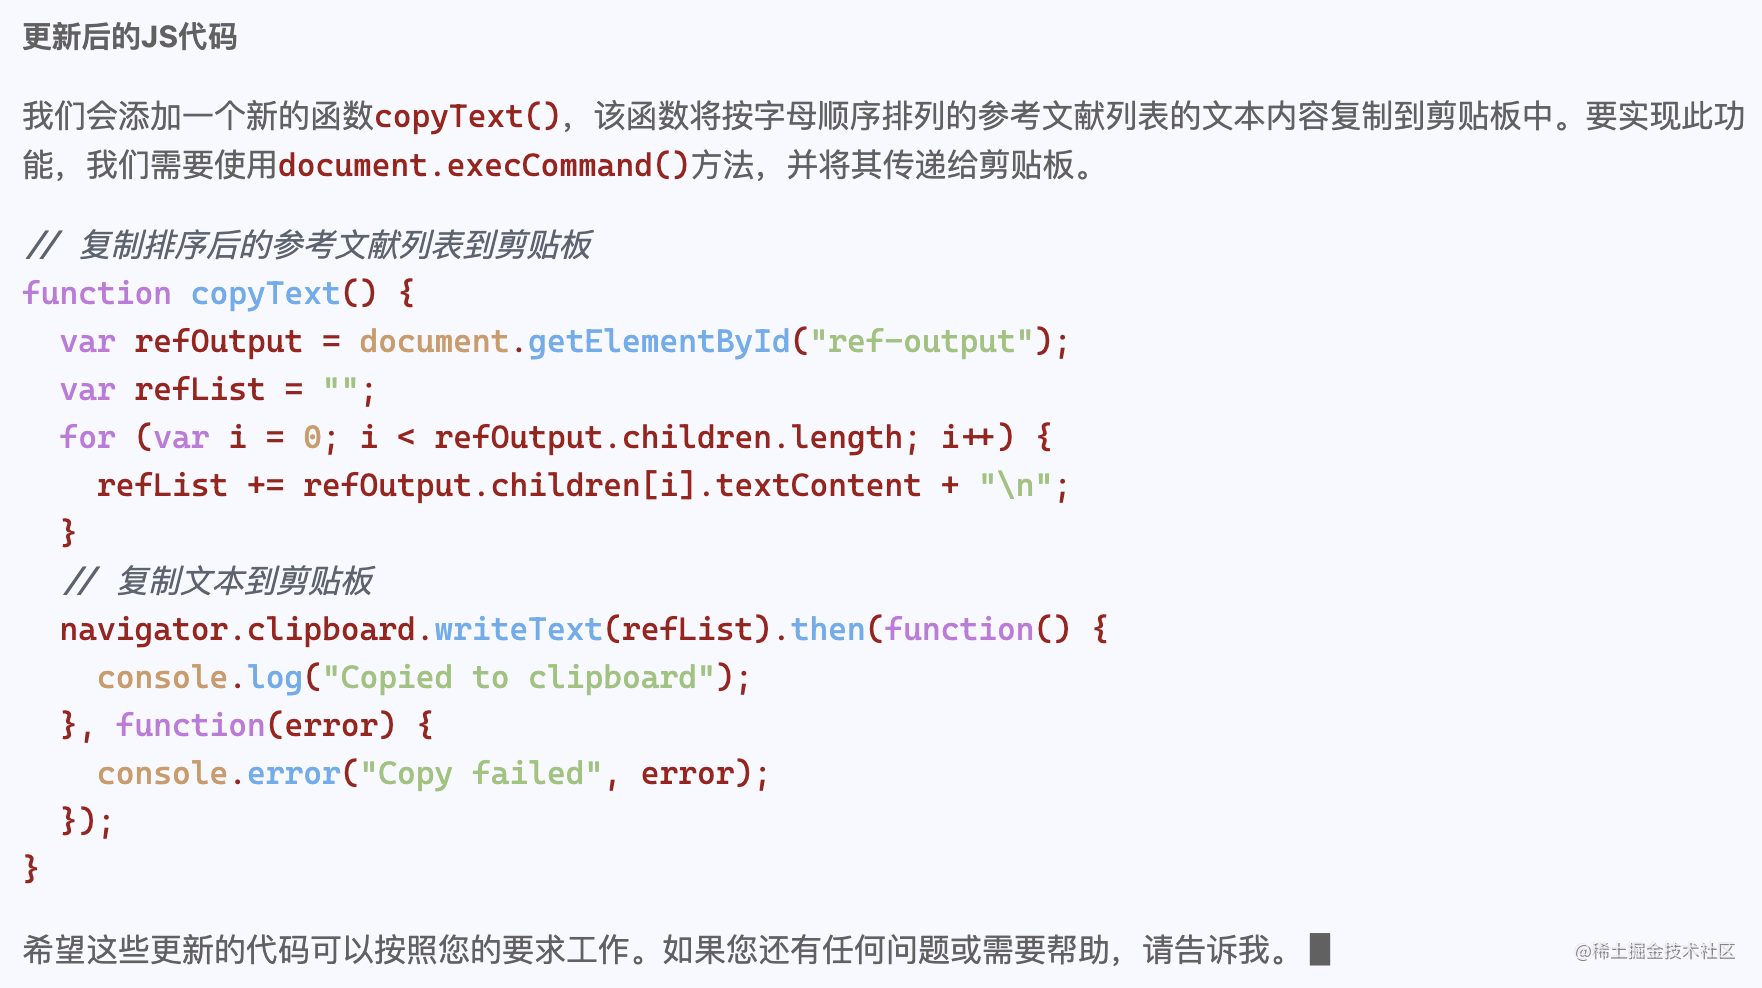 更新后的JS代码
我们会添加一个新的函数copyText()，该函数将按字母顺序排列的参考文献列表的文本内容复制到剪贴板中。要实现此功
能，我们需要使用document.execCommand()方法，并将其传递给剪贴板。
// 复制排序后的参考文献列表到剪贴板
function copyText() {
  var refOutput = document.getElementById("ref-output");
  var refList = "";
  for (var i = 0; i < refOutput.children.length; i++) {
    refList += refOutput.children[i].textContent + "\n";
  }
  // 复制文本到剪贴板
  navigator.clipboard.writeText(refList).then(function() {
    console.log("Copied to clipboard");
  }, function(error) {
    console.error("Copy failed", error);
  });
}
希望这些更新的代码可以按照您的要求工作。如果您还有任何问题或需要帮助，请告诉我。
@稀土掘金技术社区